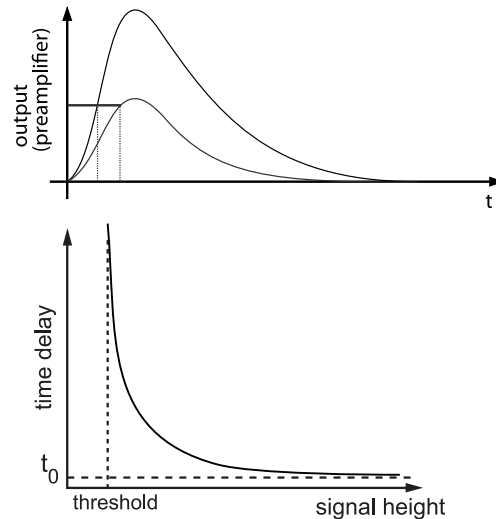 output
(preamplifier)
t
time delay
t0
threshold
signal height